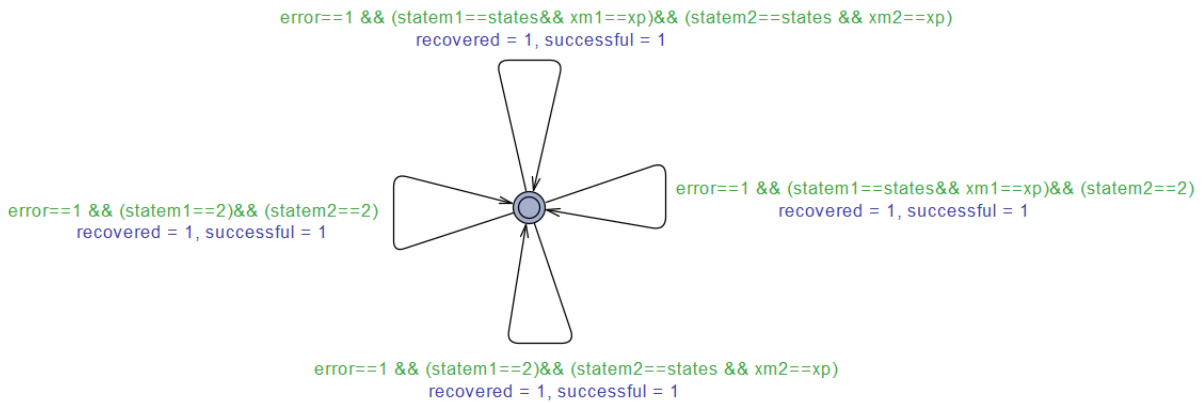 error==1 && (statem1==states&& xm1==xp)&& (statem2==states && xm2==xp)
recovered = 1, successful = 1
error==1 && (statem1==states&& xm1==xp)&& (statem2==2)
recovered = 1, successful = 1
error==1 && (statem1==2)&& (statem2==2)
recovered = 1, successful = 1
error==1 && (statem1==2)&& (statem2==states && xm2==xp)
recovered = 1, successful = 1